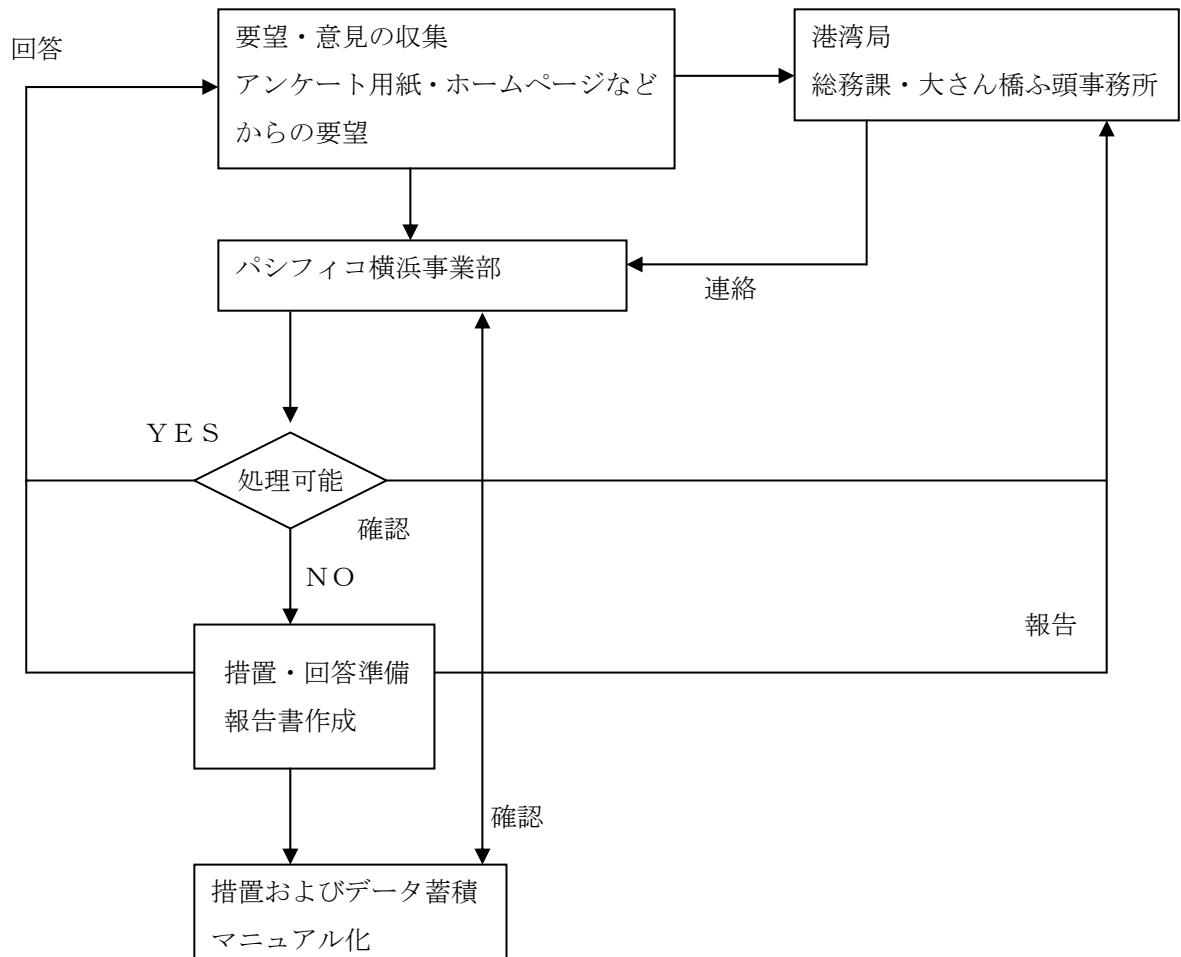 回答
要望・意見の収集
アンケート用紙・ホームページなど
からの要望
港湾局
総務課・大さん橋ふ頭事務所
パシフィコ横浜事業部
連絡
ＹＥＳ
処理可能
確認
ＮＯ
報告
措置・回答準備
報告書作成
確認
措置およびデータ蓄積
マニュアル化